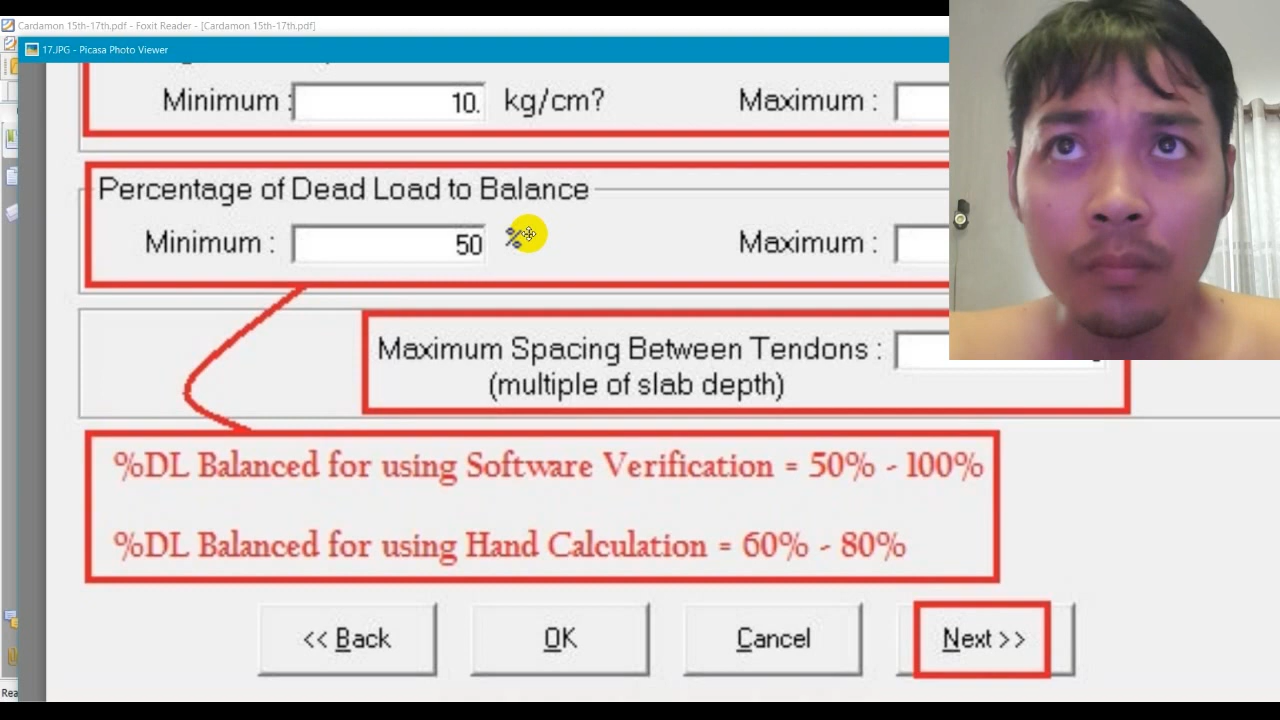 Cardamon 15th-17th.pdf - Foxit Reader - [Cardamon 15th-17th.pdf]
17.JPG - Picasa Photo Viewer
Minimum : 10. kg/cm? Maximum :
Percentage of Dead Load to Balance
Minimum : 50 % Maximum :
Maximum Spacing Between Tendons :
(multiple of slab depth)
%DL Balanced for using Software Verification = 50% - 100%
%DL Balanced for using Hand Calculation = 60% - 80%
<< Back OK Cancel Next >>
Rea